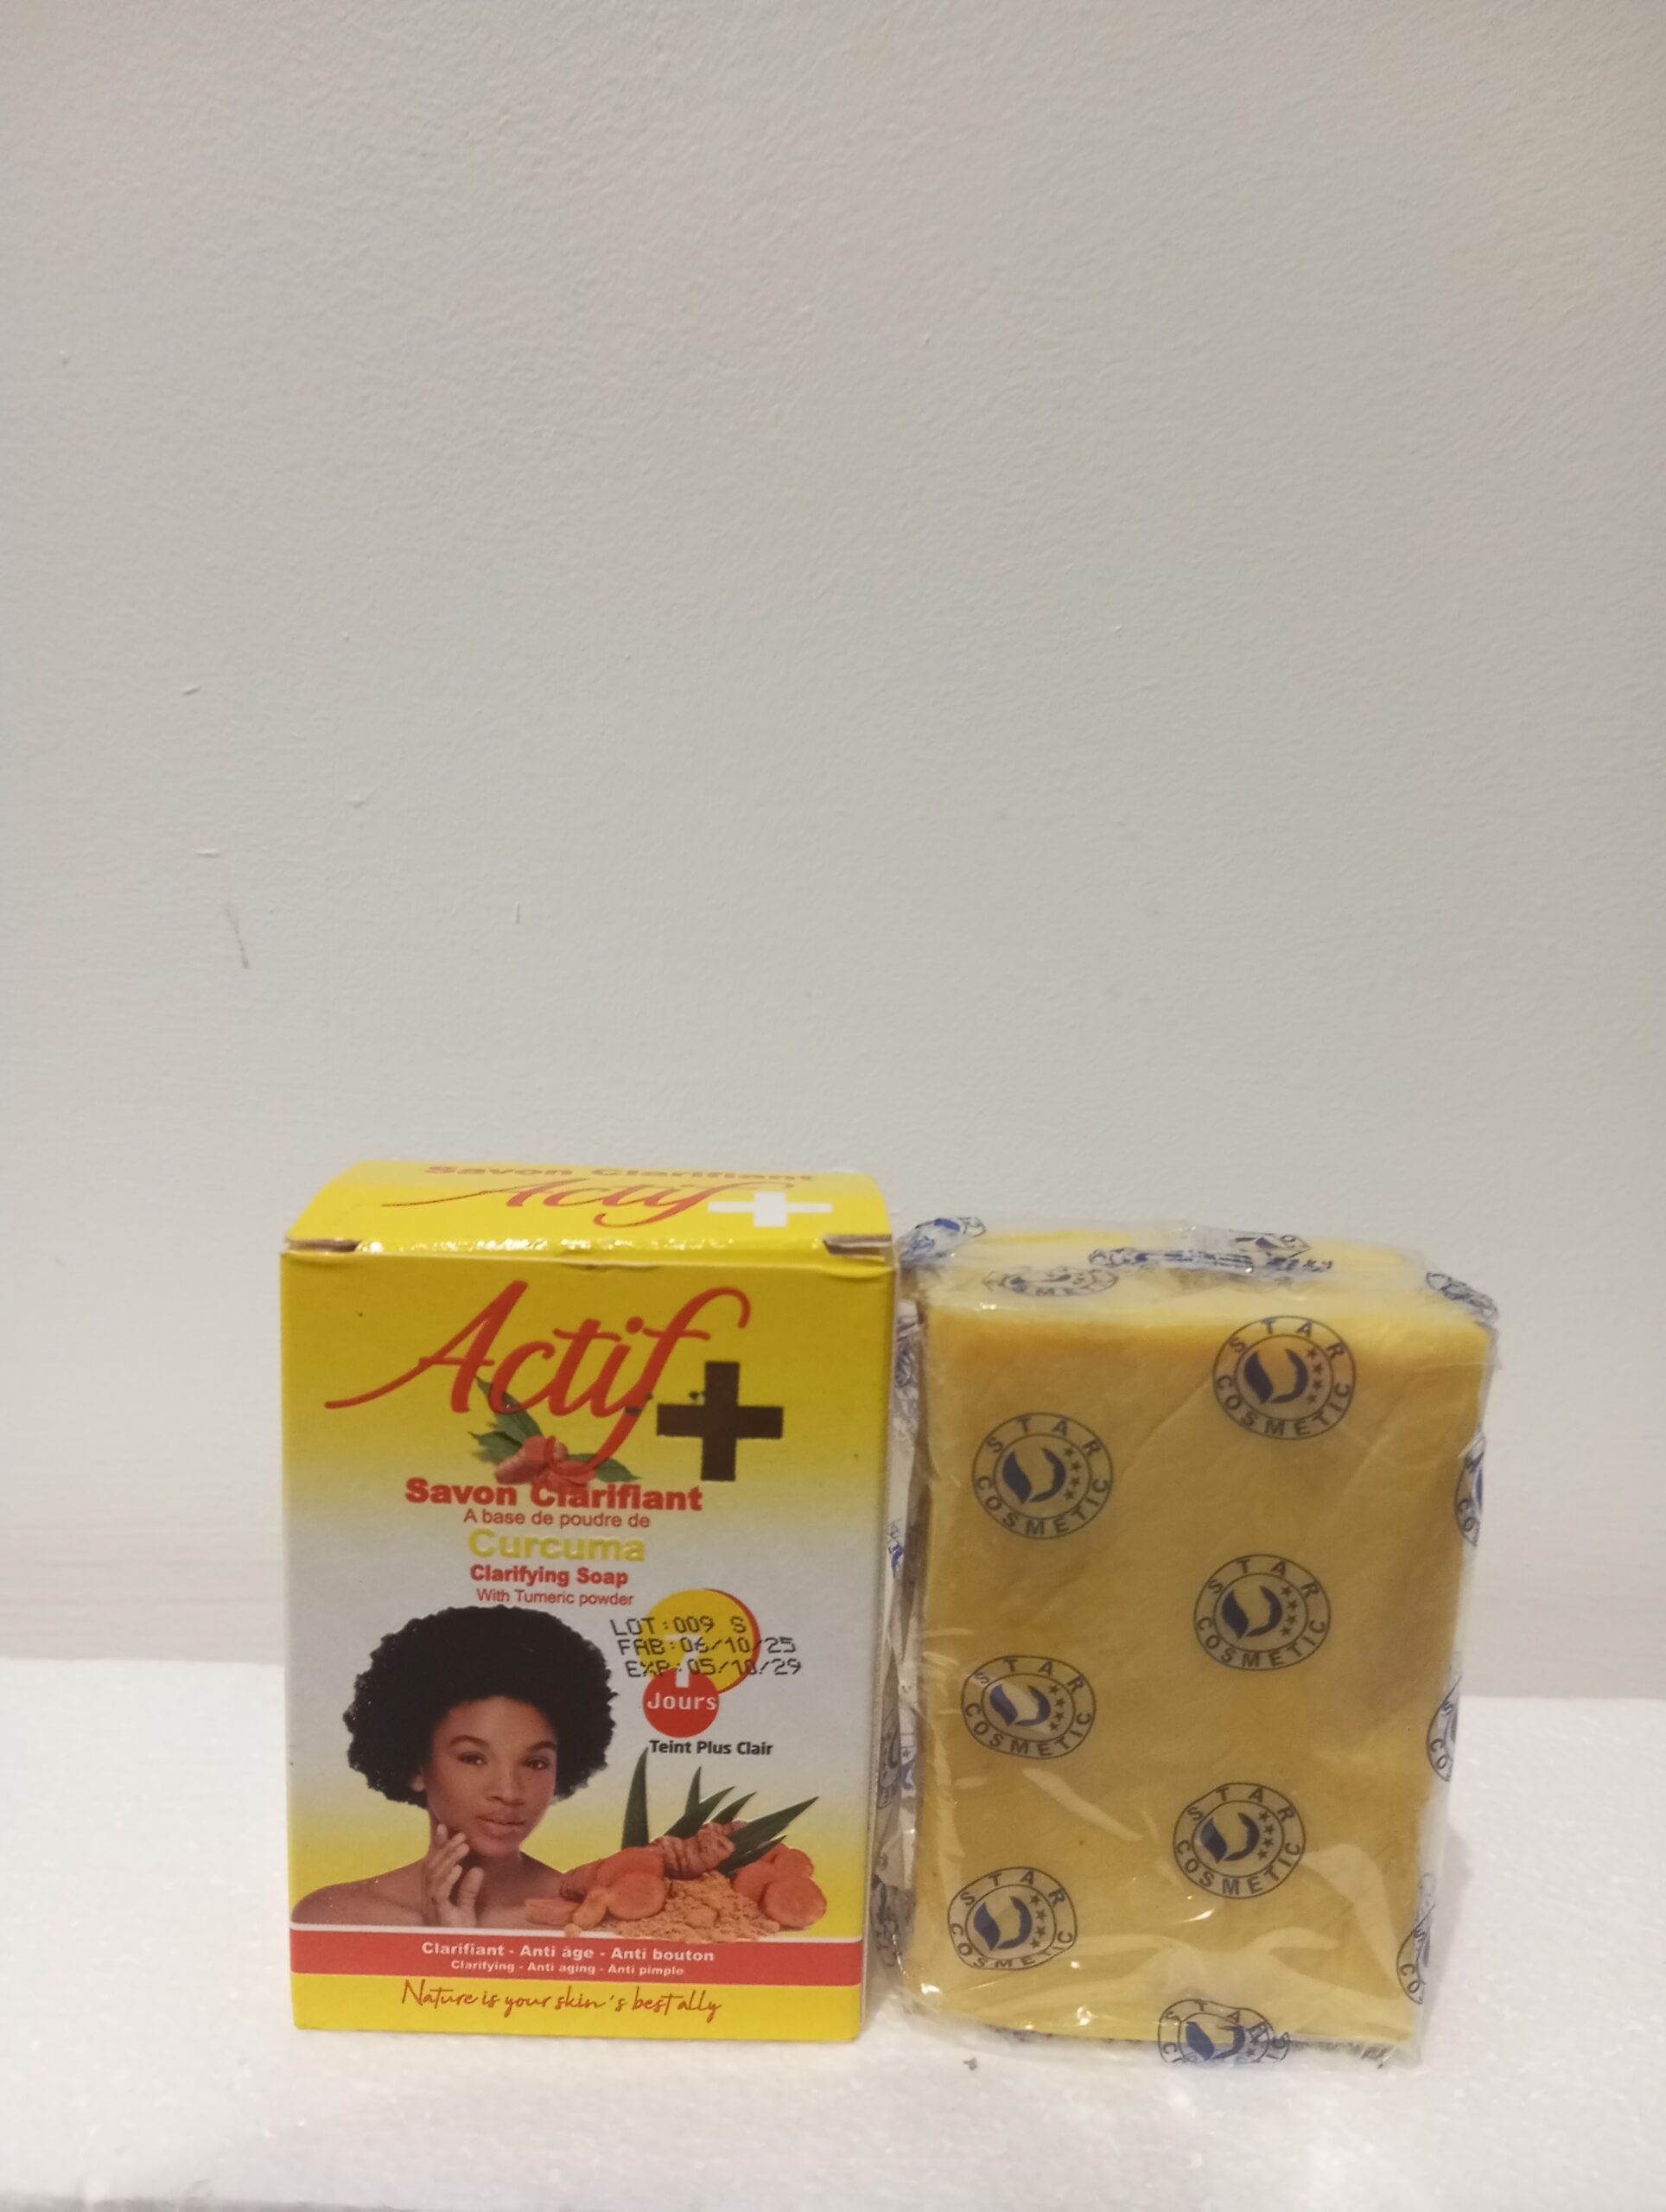 Savon Clarifiant
Actif+
Actif+
Savon Clarifiant
A base de poudre de
Curcuma
Clarifying Soap
With Tumeric powder
LOT:009 S
FAB:06/10/25
EXP:05/10/29
7
Jours
Teint Plus Clair
Clarifiant - Anti âge - Anti bouton
Clarifying - Anti aging - Anti pimple
Nature is your skin's best ally
STAR COSMETIC
STAR COSMETIC
STAR COSMETIC
STAR COSMETIC
STAR COSMETIC
STAR COSMETIC